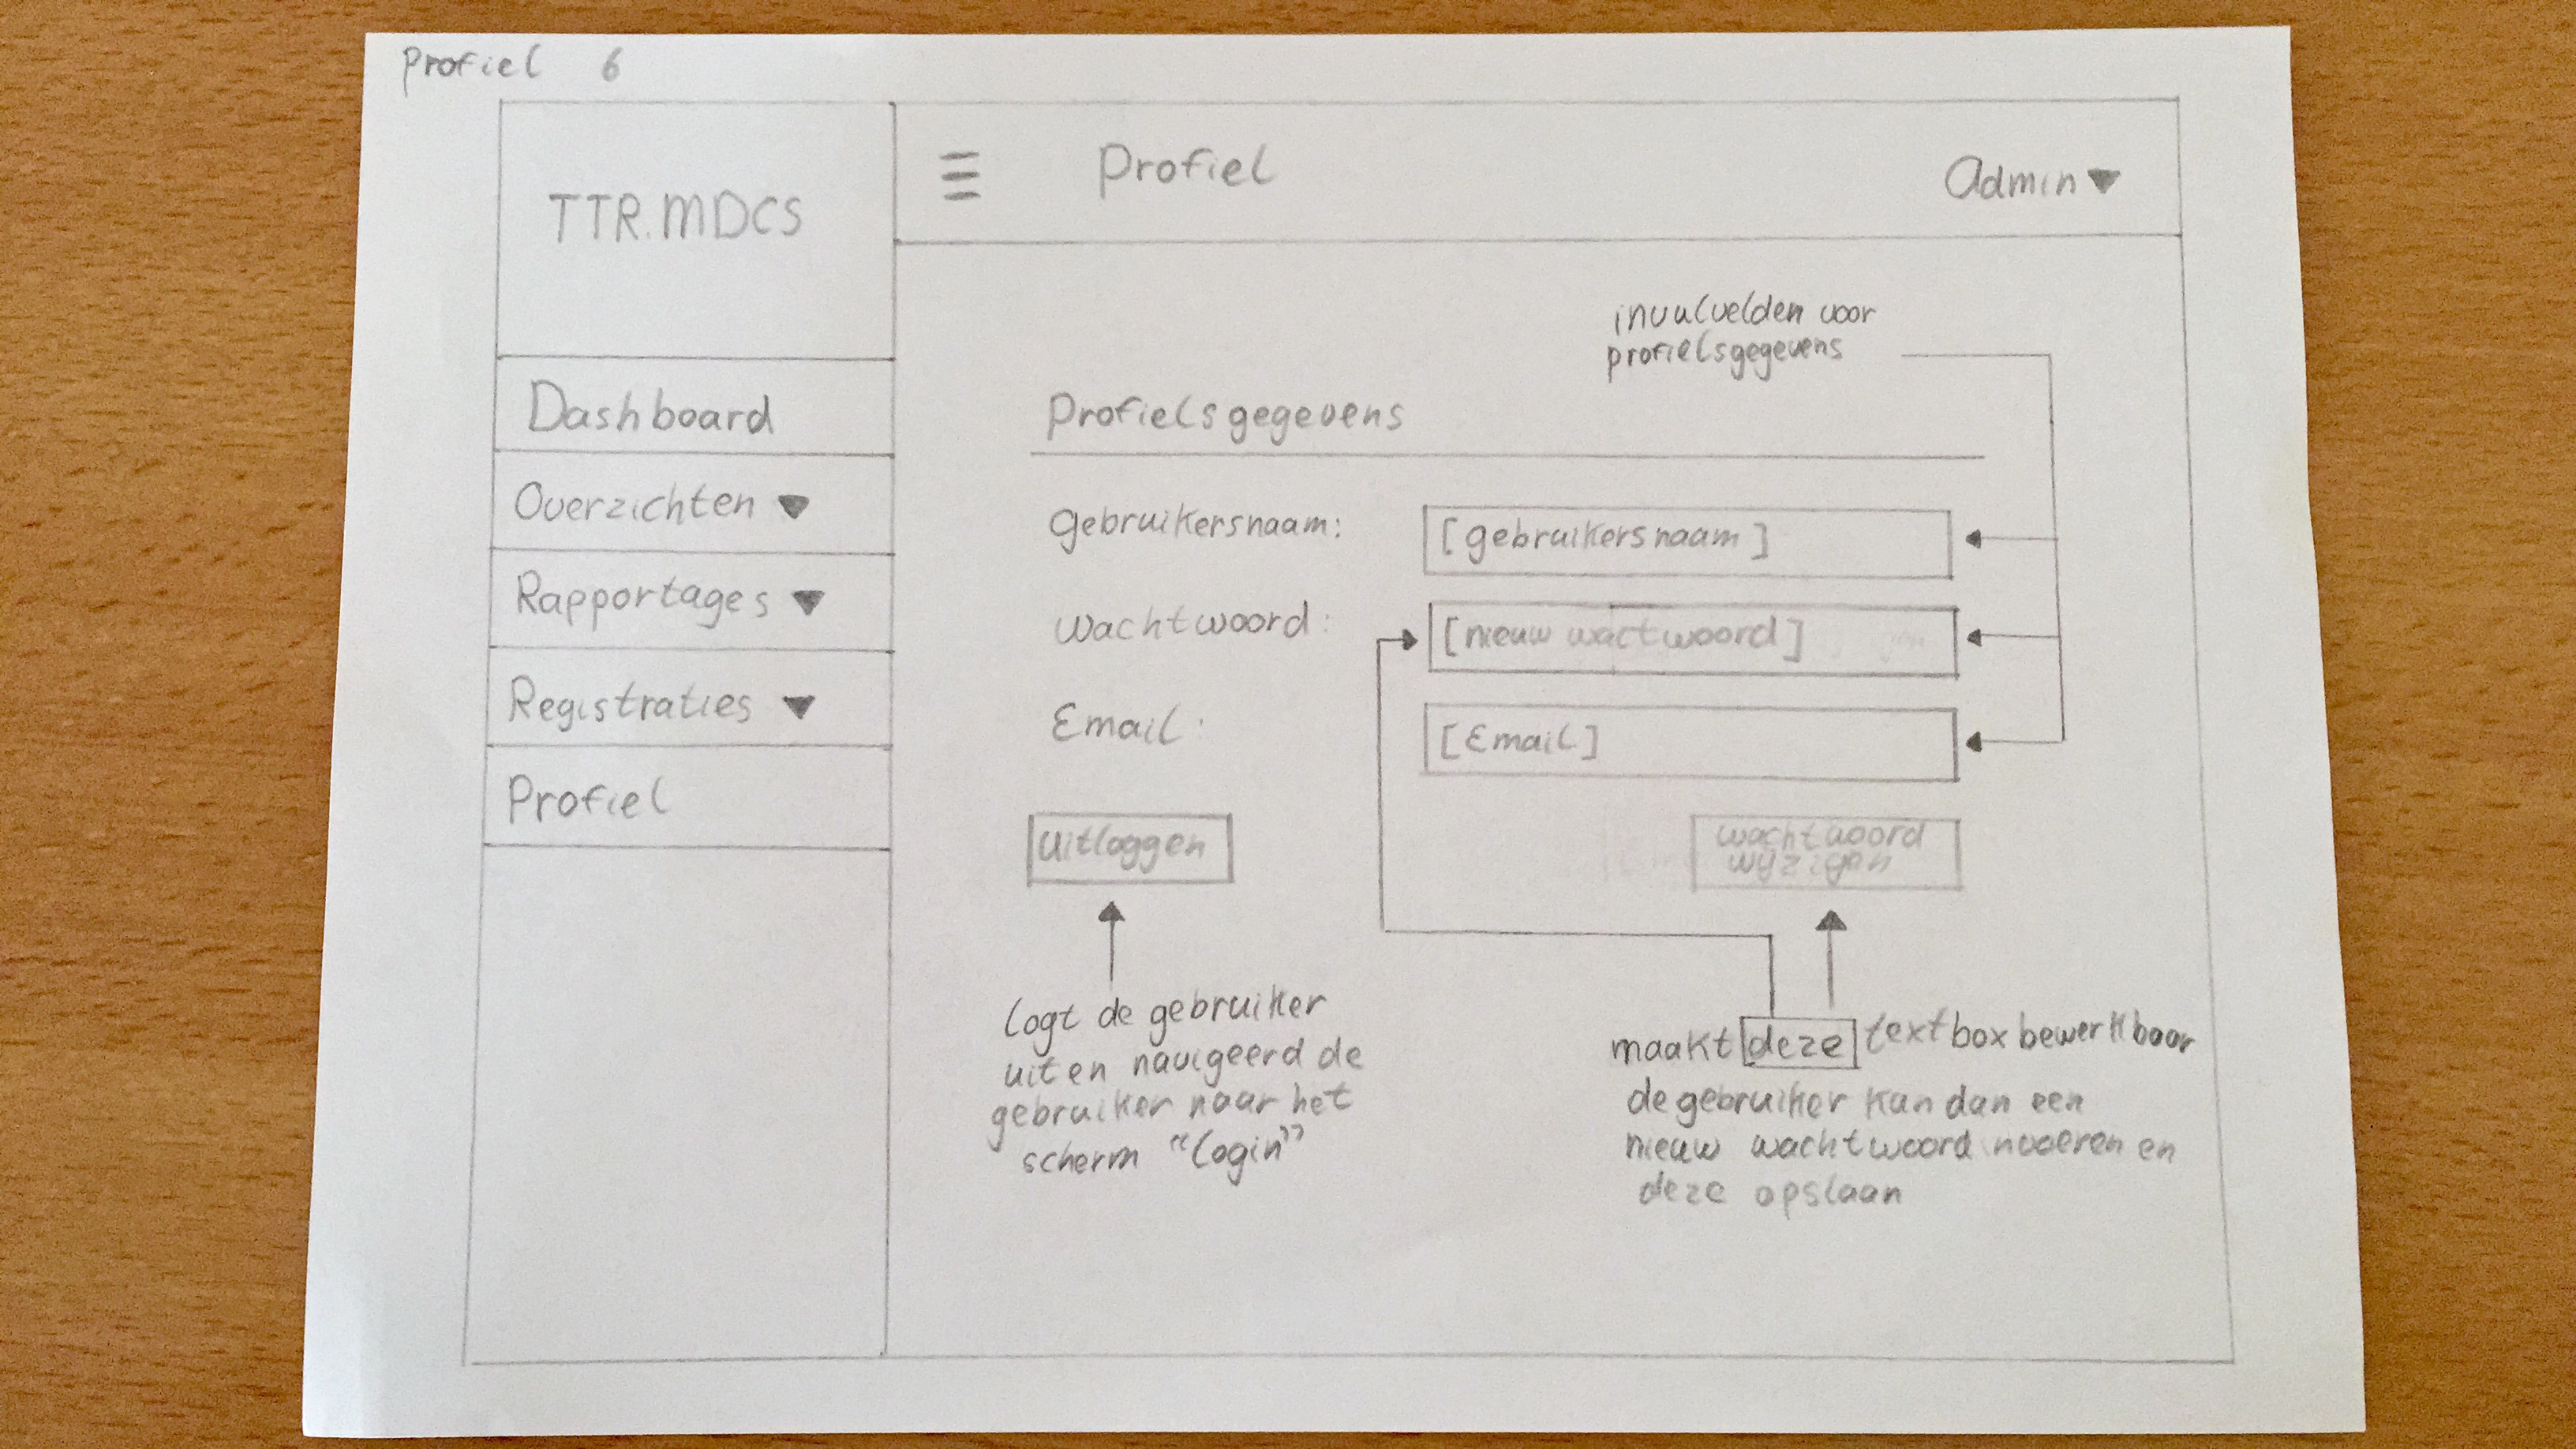 Profiel 6
TTR.MDCS
Profiel
Admin
Dashboard
Overzichten
Rapportages
Registraties
Profiel
invulvelden voor
profielsgegevens
Profielsgegevens
gebruikersnaam:
[gebruikersnaam]
wachtwoord:
[nieuw wactwoord]
Email:
[Email]
uitloggen
wachtwoord
wijzigen
logt de gebruiker
uit en navigeerd de
gebruiker naar het
scherm "login"
maakt deze textbox bewerkbaar
de gebruiker kan dan een
nieuw wachtwoord invoeren en
deze opslaan